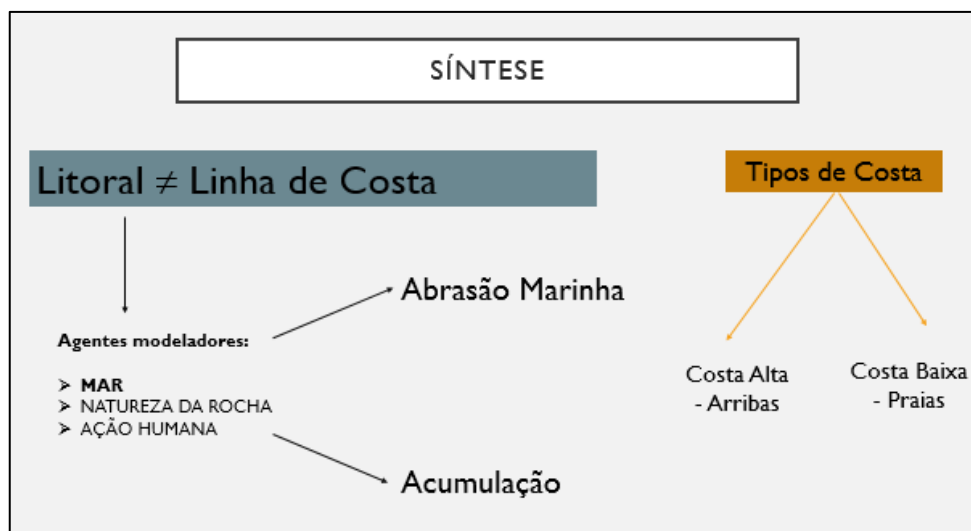 SÍNTESE
Litoral ≠ Linha de Costa
Agentes modeladores:
➢ MAR
➢ NATUREZA DA ROCHA
➢ AÇÃO HUMANA
Abrasão Marinha
Acumulação
Tipos de Costa
Costa Alta
- Arribas
Costa Baixa
- Praias